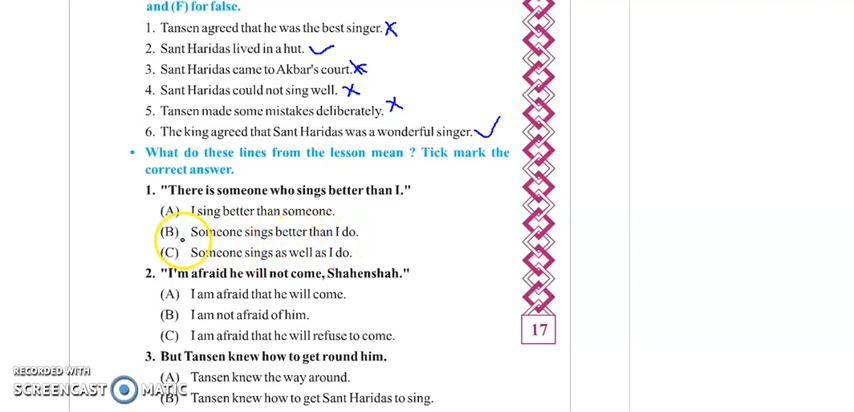 and (F) for false.
1. Tansen agreed that he was the best singer.
2. Sant Haridas lived in a hut.
3. Sant Haridas came to Akbar's court.
4. Sant Haridas could not sing well.
5. Tansen made some mistakes deliberately.
6. The king agreed that Sant Haridas was a wonderful singer.
• What do these lines from the lesson mean ? Tick mark the
correct answer.
1. "There is someone who sings better than I."
(A) I sing better than someone.
(B) Someone sings better than I do.
(C) Someone sings as well as I do.
2. "I'm afraid he will not come, Shahenshah."
(A) I am afraid that he will come.
(B) I am not afraid of him.
(C) I am afraid that he will refuse to come.
17
3. But Tansen knew how to get round him.
(A) Tansen knew the way around.
(B) Tansen knew how to get Sant Haridas to sing.
RECORDED WITH
SCREENCAST MATIC